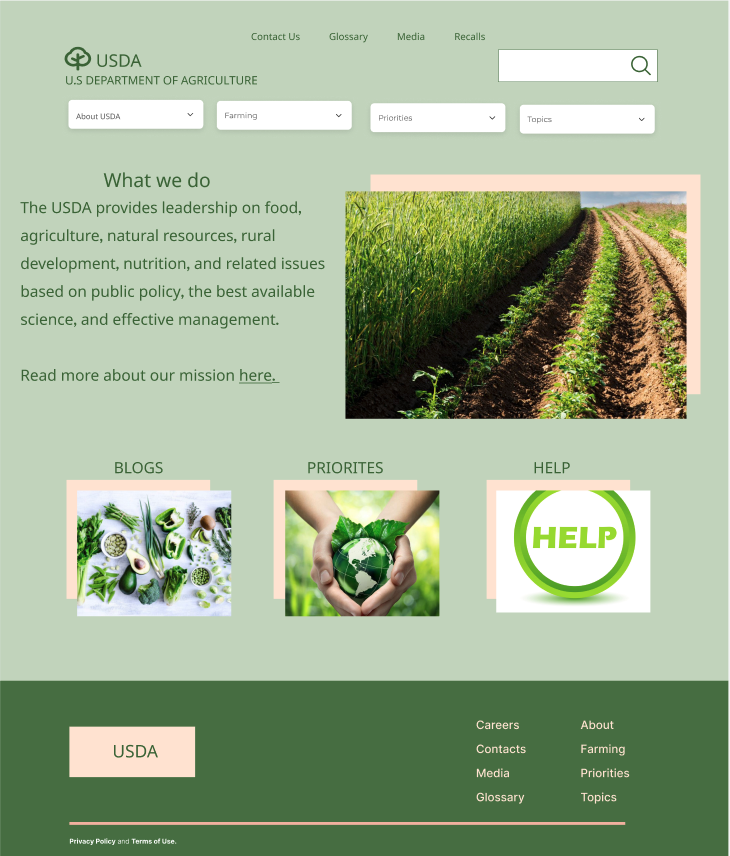 Contact Us Glossary Media Recalls
USDA
U.S DEPARTMENT OF AGRICULTURE
About USDA Farming Priorities Topics
What we do
The USDA provides leadership on food,
agriculture, natural resources, rural
development, nutrition, and related issues
based on public policy, the best available
science, and effective management.
Read more about our mission here.
BLOGS PRIORITES HELP
HELP
USDA
Careers About
Contacts Farming
Media Priorities
Glossary Topics
Privacy Policy and Terms of Use.